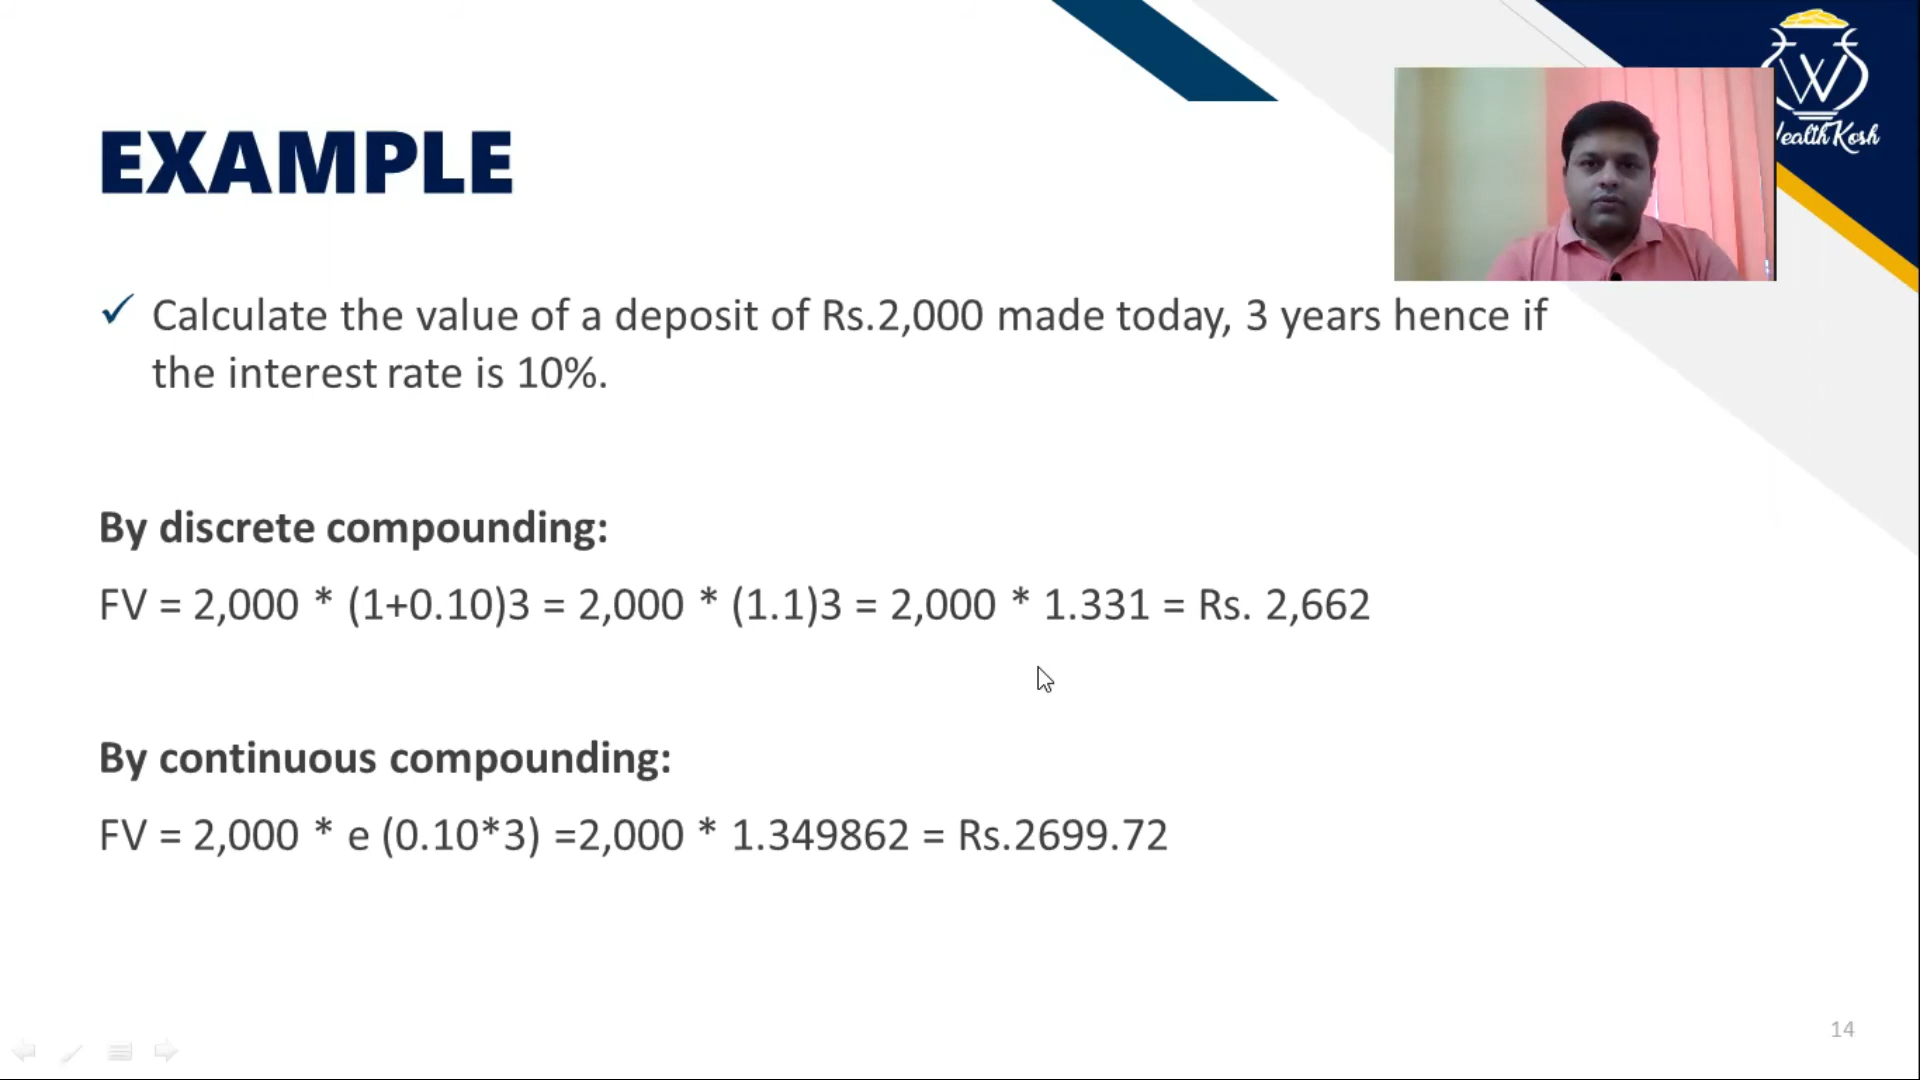 WealthKosh
EXAMPLE
✓ Calculate the value of a deposit of Rs.2,000 made today, 3 years hence if
the interest rate is 10%.
By discrete compounding:
FV = 2,000 * (1+0.10)3 = 2,000 * (1.1)3 = 2,000 * 1.331 = Rs. 2,662
By continuous compounding:
FV = 2,000 * e (0.10*3) =2,000 * 1.349862 = Rs.2699.72
14